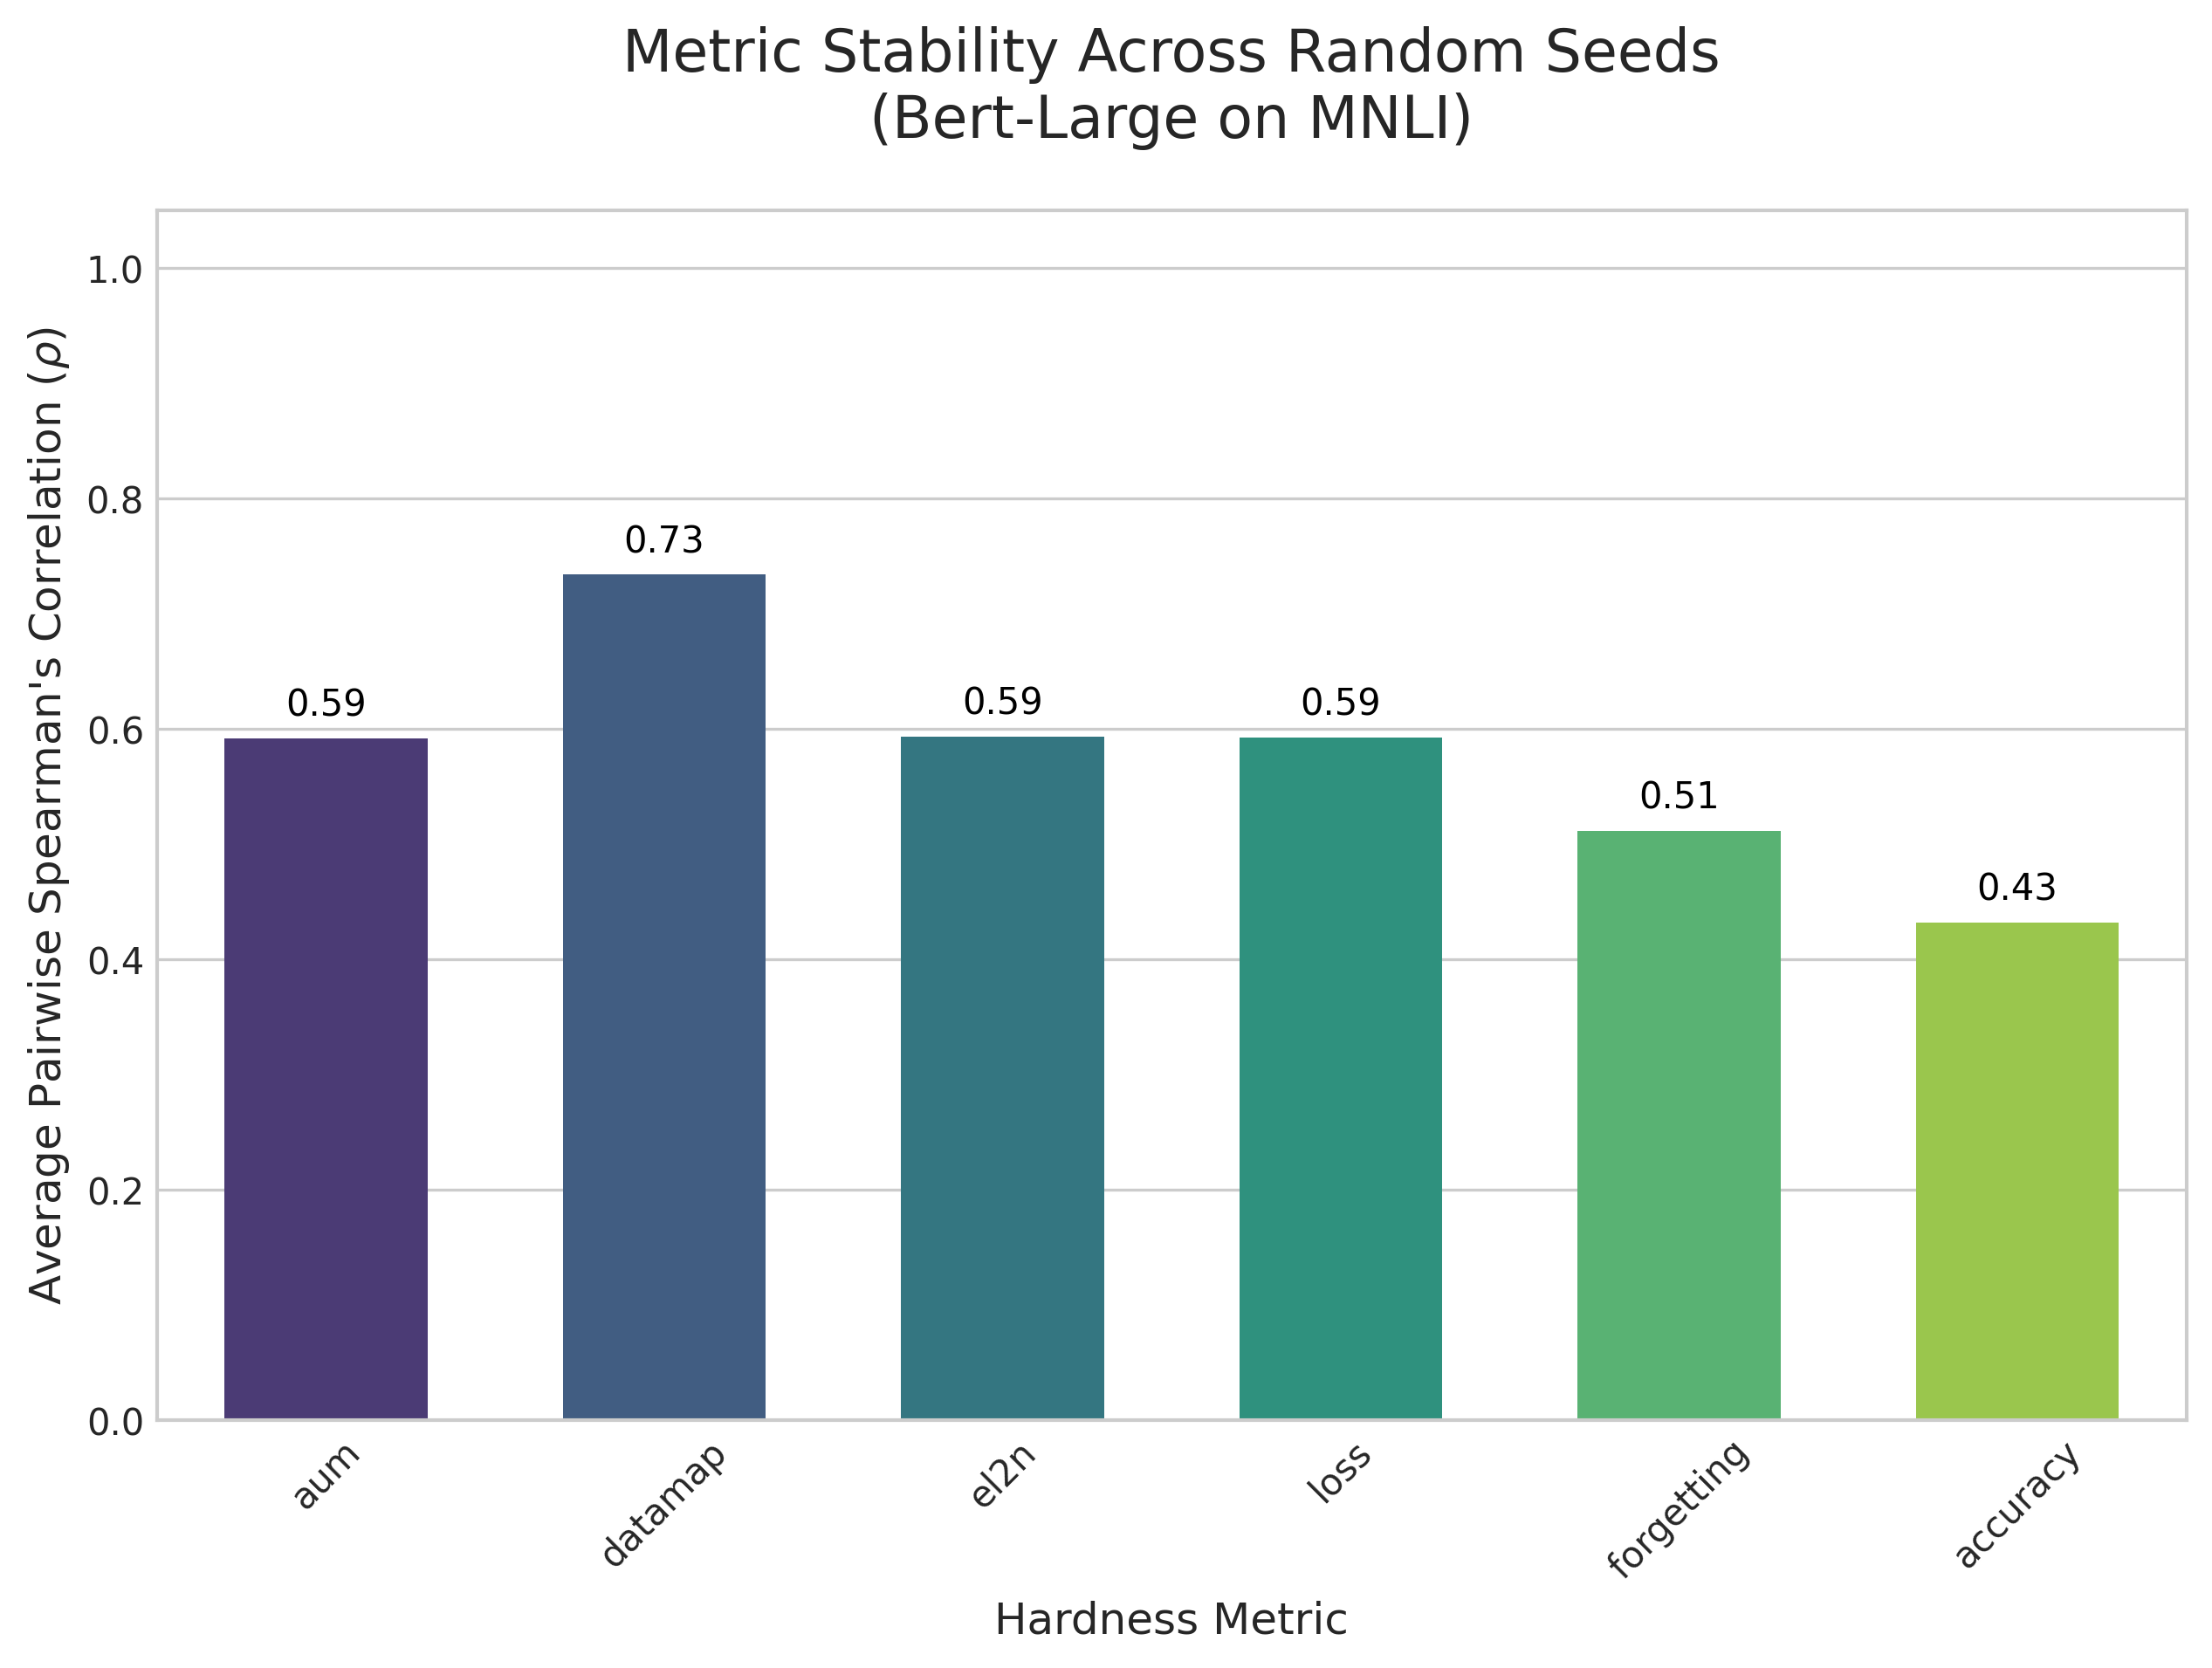 Metric Stability Across Random Seeds
(Bert-Large on MNLI)
Average Pairwise Spearman's Correlation (ρ)
1.0
0.8
0.6
0.4
0.2
0.0
0.59
0.73
0.59
0.59
0.51
0.43
aum
datamap
el2n
loss
forgetting
accuracy
Hardness Metric